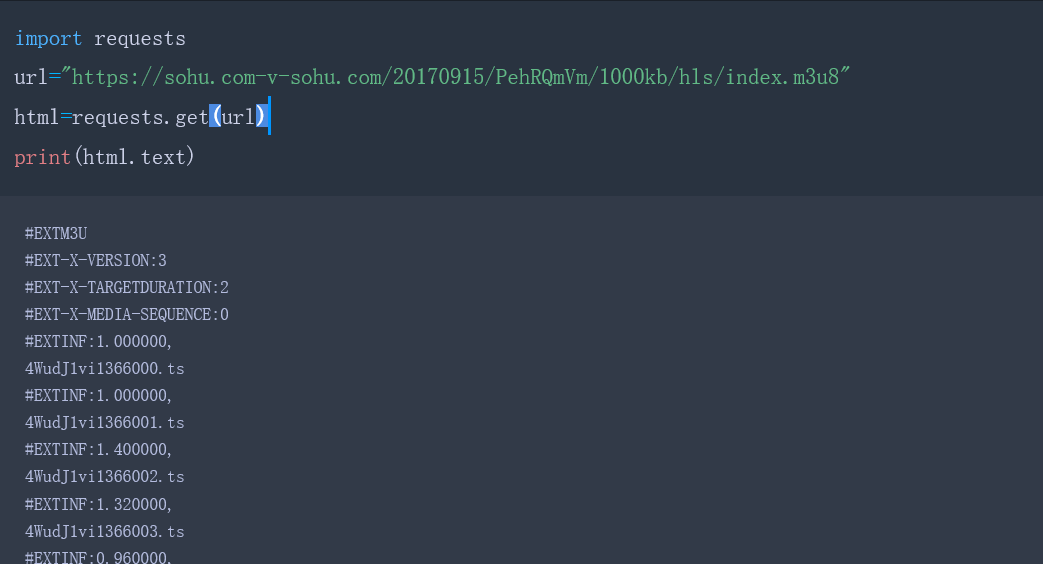 import requests
url="https://sohu.com-v-sohu.com/20170915/PehRQmVm/1000kb/hls/index.m3u8"
html=requests.get(url)
print(html.text)
#EXTM3U
#EXT-X-VERSION:3
#EXT-X-TARGETDURATION:2
#EXT-X-MEDIA-SEQUENCE:0
#EXTINF:1.000000,
4WudJ1vi1366000.ts
#EXTINF:1.000000,
4WudJ1vi1366001.ts
#EXTINF:1.400000,
4WudJ1vi1366002.ts
#EXTINF:1.320000,
4WudJ1vi1366003.ts
#EXTINF:0.960000,